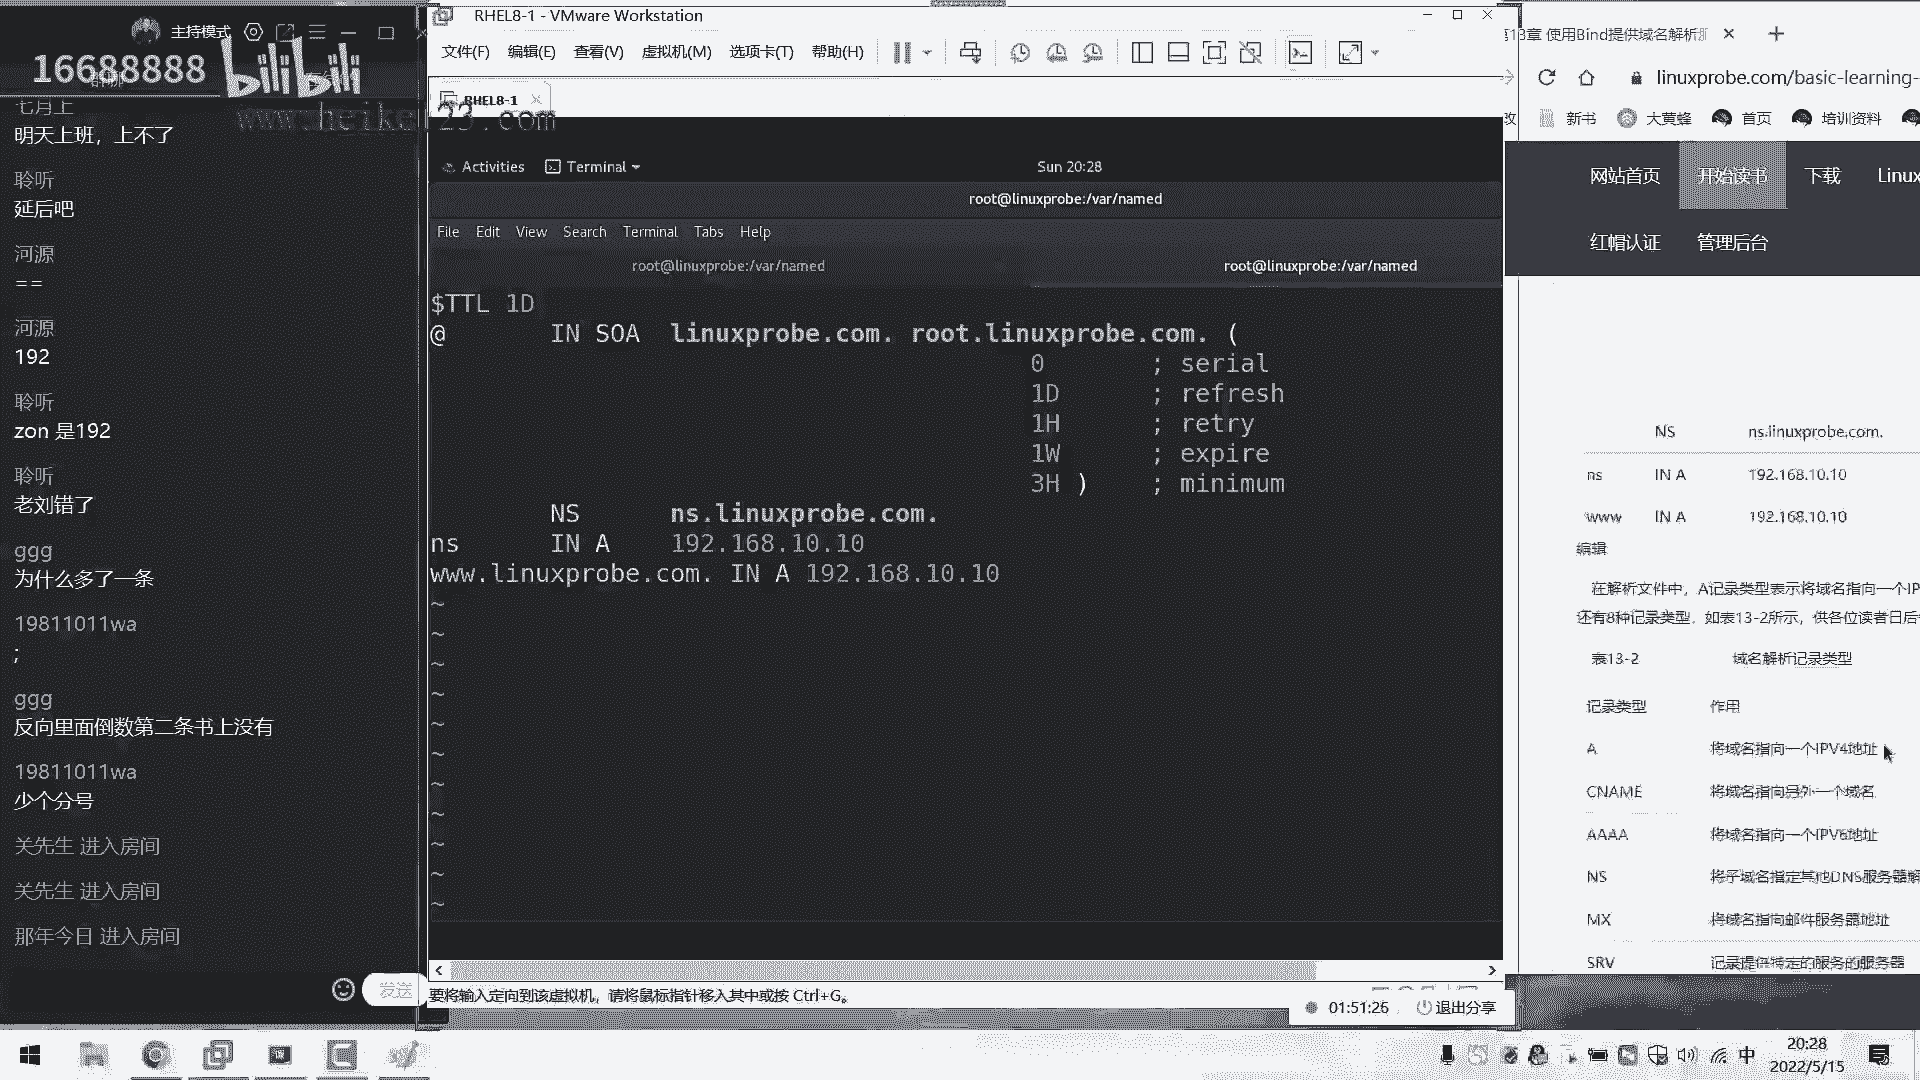 主持模式
16688888
bilibili
七月上
明天上班，上不了
聆听
延后吧
河源
==
河源
192
聆听
zon 是192
聆听
老刘错了
ggg
为什么多了一条
19811011wa
;
ggg
反向里面倒数第二条书上没有
19811011wa
少个分号
关先生 进入房间
关先生 进入房间
那年今日 进入房间
发送
RHEL8-1 - VMware Workstation
文件(F) 编辑(E) 查看(V) 虚拟机(M) 选项卡(T) 帮助(H)
RHEL8-1
Activities Terminal Sun 20:28
root@linuxprobe:/var/named
File Edit View Search Terminal Tabs Help
root@linuxprobe:/var/named root@linuxprobe:/var/named
$TTL 1D
@ IN SOA linuxprobe.com. root.linuxprobe.com. (
0 ; serial
1D ; refresh
1H ; retry
1W ; expire
3H ) ; minimum
NS ns.linuxprobe.com.
ns IN A 192.168.10.10
www.linuxprobe.com. IN A 192.168.10.10
~
~
~
~
~
~
~
~
~
~
~
要将输入定向到该虚拟机，请将鼠标指针移入其中或按 Ctrl+G。
01:51:25 退出分享
13章 使用Bind提供域名解析服
linuxprobe.com/basic-learning-
新书 大黄蜂 首页 培训资料
网站首页 开始读书 下载 Linux
红帽认证 管理后台
NS ns.linuxprobe.com.
ns IN A 192.168.10.10
www IN A 192.168.10.10
编辑
在解析文件中，A记录类型表示将域名指向一个IP
还有8种记录类型，如表13-2所示，供各位读者日后
表13-2 域名解析记录类型
记录类型 作用
A 将域名指向一个IPV4地址
CNAME 将域名指向另外一个域名
AAAA 将域名指向一个IPV6地址
NS 将子域名指定其他DNS服务器解
MX 将域名指向邮件服务器地址
SRV 记录提供特定的服务的服务器
中
20:28
2022/5/15